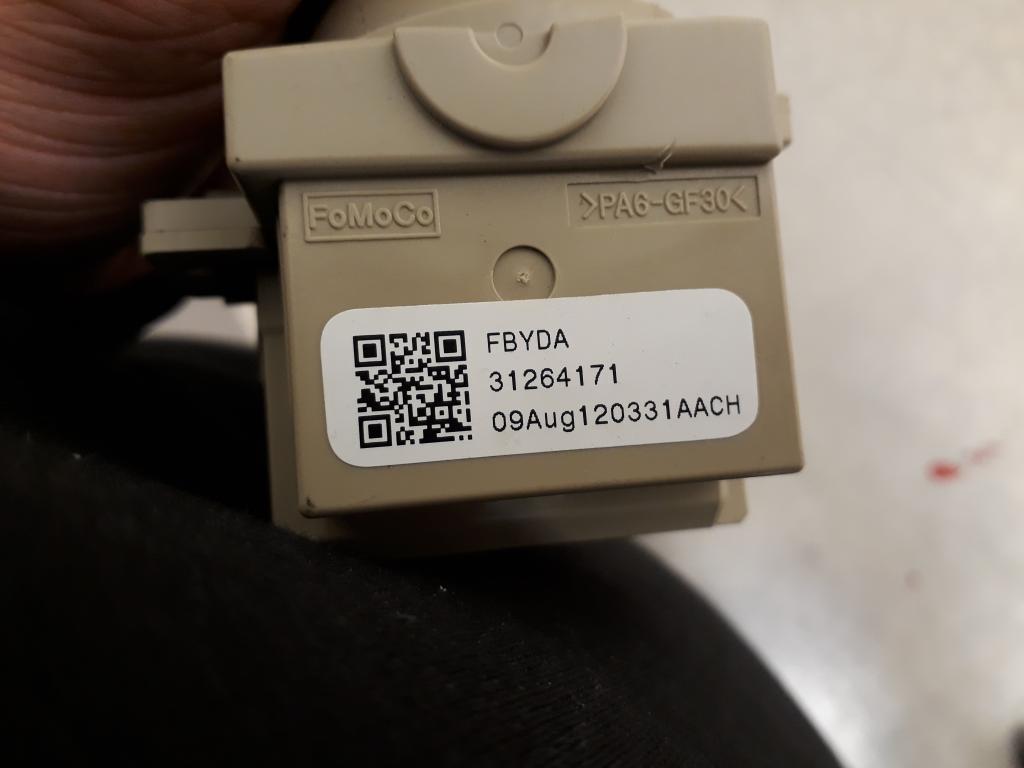 FoMoCo
>PA6-GF30<
FBYDA
31264171
09Aug120331AACH